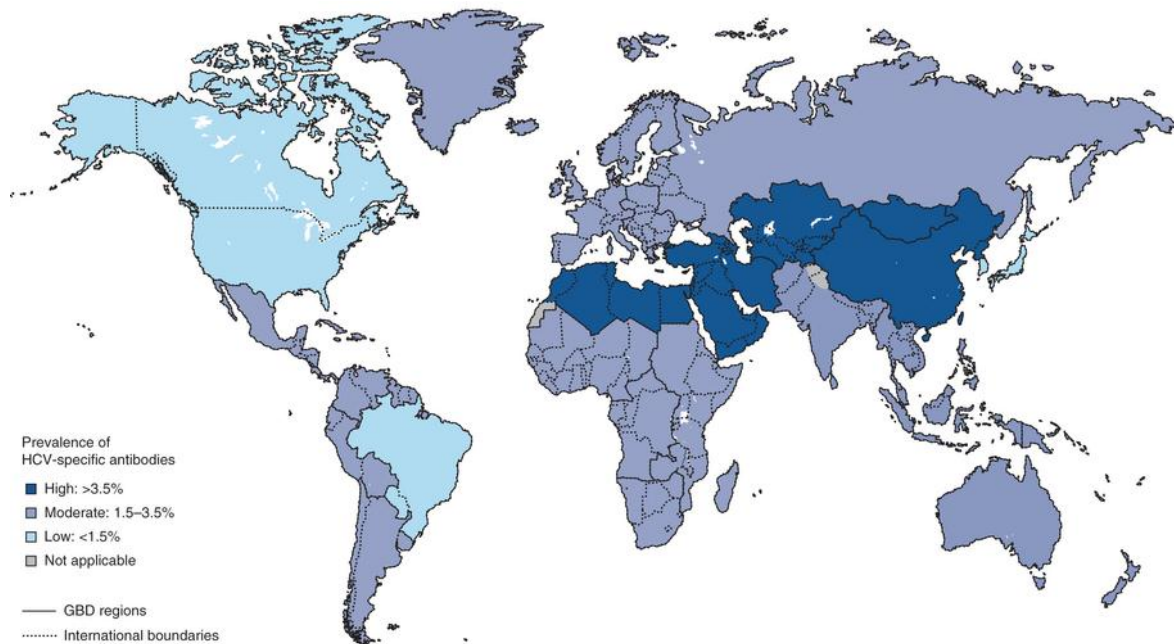 Prevalence of
HCV-specific antibodies
High: >3.5%
Moderate: 1.5–3.5%
Low: <1.5%
Not applicable
GBD regions
International boundaries